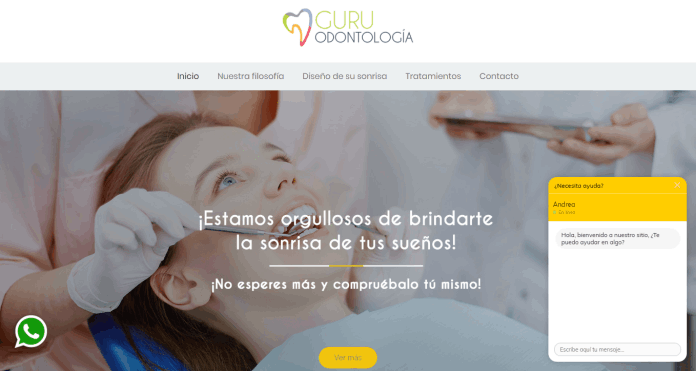 GURU
ODONTOLOGÍA
Inicio Nuestra filosofía Diseño de su sonrisa Tratamientos Contacto
¡Estamos orgullosos de brindarte
la sonrisa de tus sueños!
¡No esperes más y compruébalo tú mismo!
Ver más
¿Necesita ayuda?
Andrea
En línea
Hola, bienvenido a nuestro sitio, ¿Te
puedo ayudar en algo?
Escribe aquí tu mensaje...